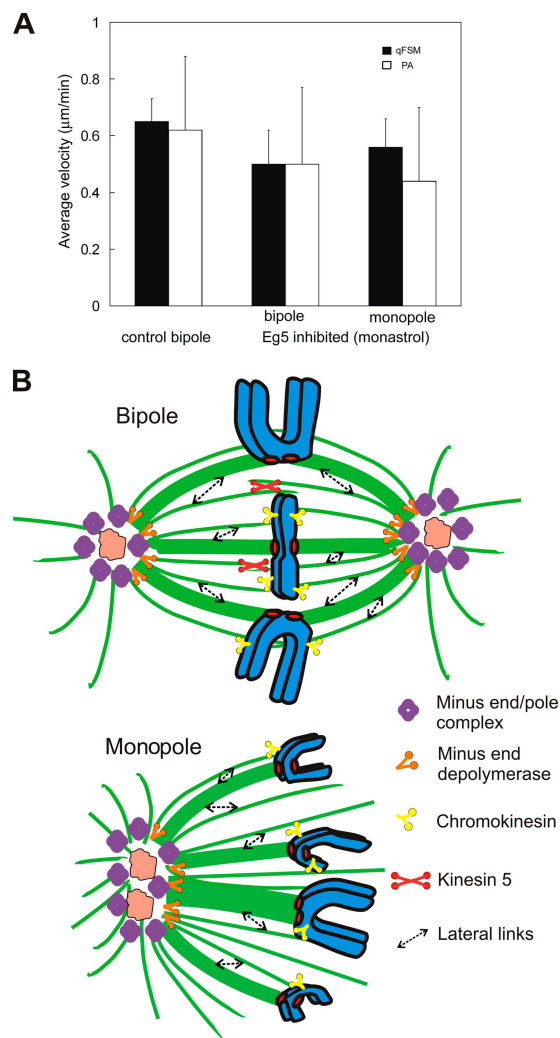 A
1
0.8
0.6
0.4
0.2
0
Average velocity (μm/min)
qFSM
PA
bipole
monopole
control bipole
Eg5 inhibited (monastrol)
B
Bipole
Minus end/pole
complex
Monopole
Minus end
depolymerase
Chromokinesin
Kinesin 5
Lateral links